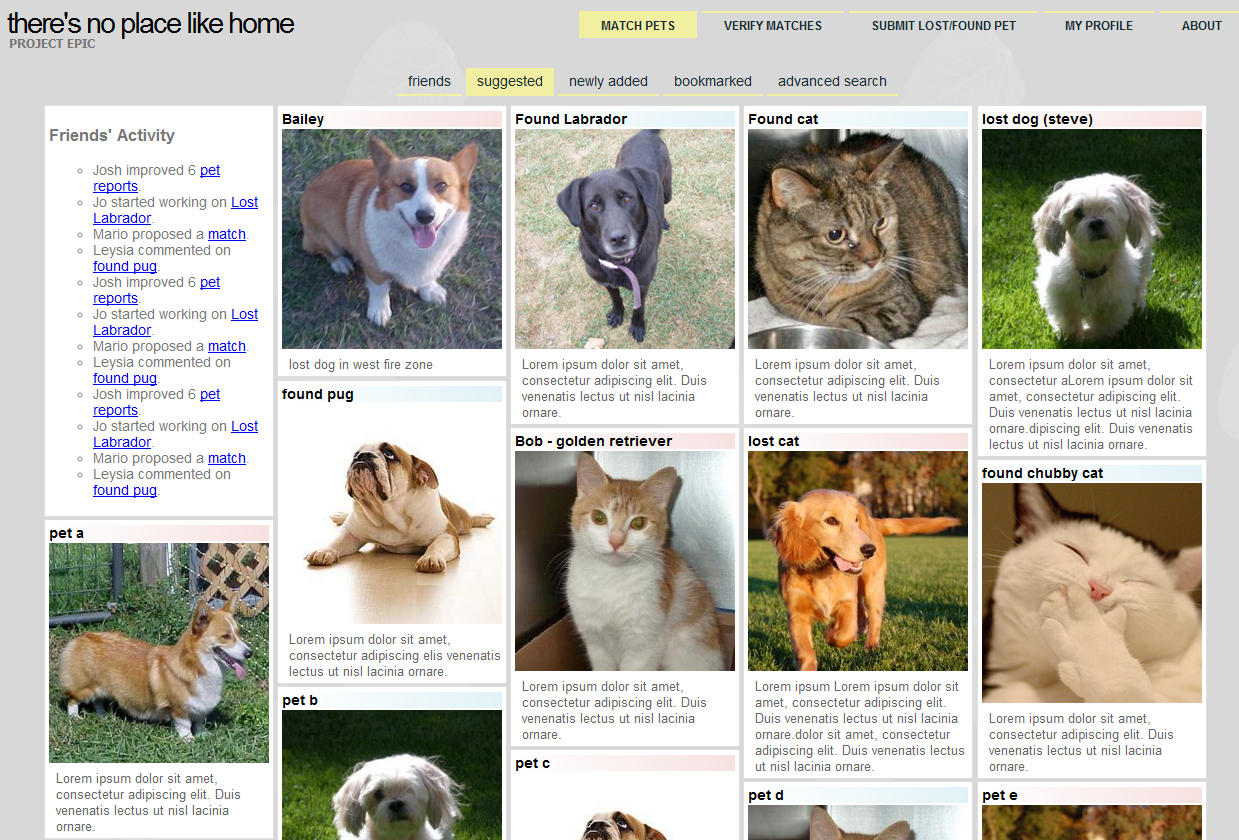 there's no place like home
PROJECT EPIC
MATCH PETS
VERIFY MATCHES
SUBMIT LOST/FOUND PET
MY PROFILE
ABOUT
friends
suggested
newly added
bookmarked
advanced search
Friends' Activity
Josh improved 6 pet
reports.
Jo started working on Lost
Labrador.
Mario proposed a match.
Leysia commented on
found pug.
Josh improved 6 pet
reports.
Jo started working on Lost
Labrador.
Mario proposed a match.
Leysia commented on
found pug.
Josh improved 6 pet
reports.
Jo started working on Lost
Labrador.
Mario proposed a match.
Leysia commented on
found pug.
pet a
Lorem ipsum dolor sit amet,
consectetur adipiscing elit. Duis
venenatis lectus ut nisl lacinia
ornare.
Bailey
lost dog in west fire zone
found pug
Lorem ipsum dolor sit amet,
consectetur adipiscing elis venenatis
lectus ut nisl lacinia ornare.
pet b
Found Labrador
Lorem ipsum dolor sit amet,
consectetur adipiscing elit. Duis
venenatis lectus ut nisl lacinia
ornare.
Bob - golden retriever
Lorem ipsum dolor sit amet,
consectetur adipiscing elit. Duis
venenatis lectus ut nisl lacinia
ornare.
pet c
Found cat
Lorem ipsum dolor sit amet,
consectetur adipiscing elit. Duis
venenatis lectus ut nisl lacinia
ornare.
lost cat
Lorem ipsum Lorem ipsum dolor sit
amet, consectetur adipiscing elit.
Duis venenatis lectus ut nisl lacinia
ornare.dolor sit amet, consectetur
adipiscing elit. Duis venenatis lectus
ut nisl lacinia ornare.
pet d
lost dog (steve)
Lorem ipsum dolor sit amet,
consectetur aLorem ipsum dolor sit
amet, consectetur adipiscing elit.
Duis venenatis lectus ut nisl lacinia
ornare.dipiscing elit. Duis venenatis
lectus ut nisl lacinia ornare.
found chubby cat
Lorem ipsum dolor sit amet,
consectetur adipiscing elit. Duis
venenatis lectus ut nisl lacinia
ornare.
pet e